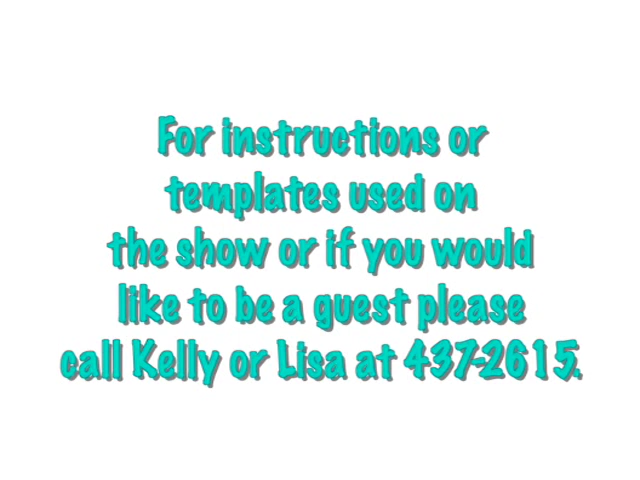 For instructions or
templates used on
the show or if you would
like to be a guest please
call Kelly or Lisa at 437-2615.